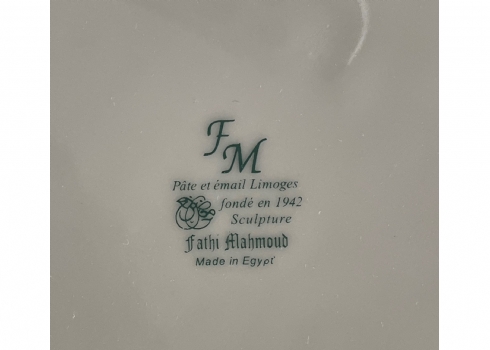 FM
Pâte et émail Limoges
fondé en 1942
Sculpture
Fathi Mahmoud
Made in Egypt